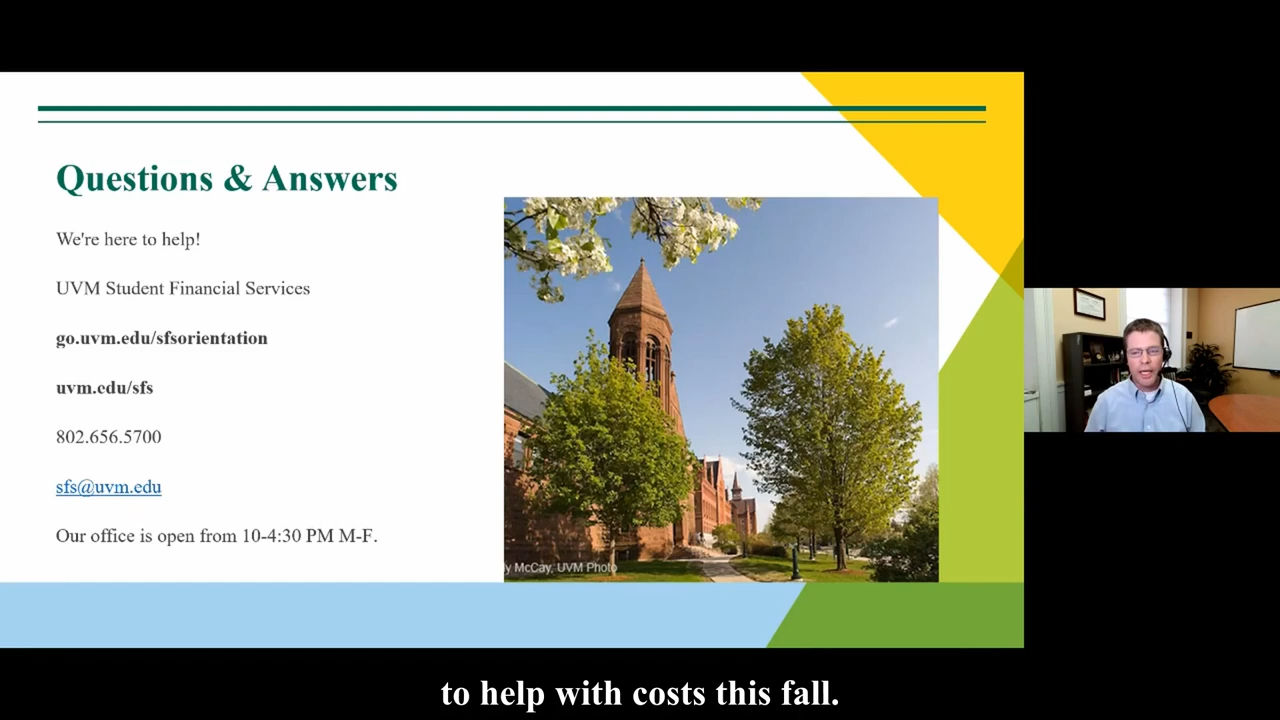 Questions & Answers
We're here to help!
UVM Student Financial Services
go.uvm.edu/sfsorientation
uvm.edu/sfs
802.656.5700
sfs@uvm.edu
Our office is open from 10-4:30 PM M-F.
y McCay, UVM Photo
to help with costs this fall.